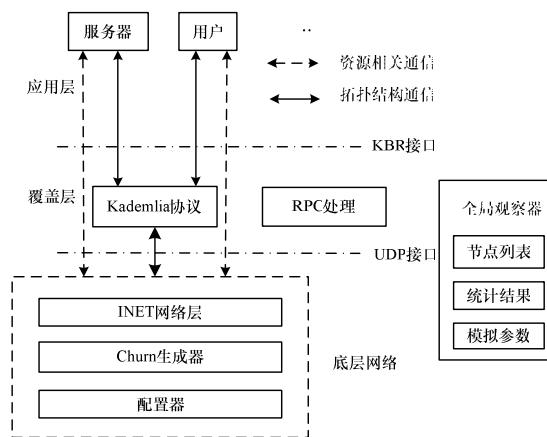 服务器
用户
..
资源相关通信
应用层
拓扑结构通信
KBR接口
覆盖层
Kademlia协议
RPC处理
全局观察器
UDP接口
节点列表
统计结果
模拟参数
INET网络层
Churn生成器
底层网络
配置器